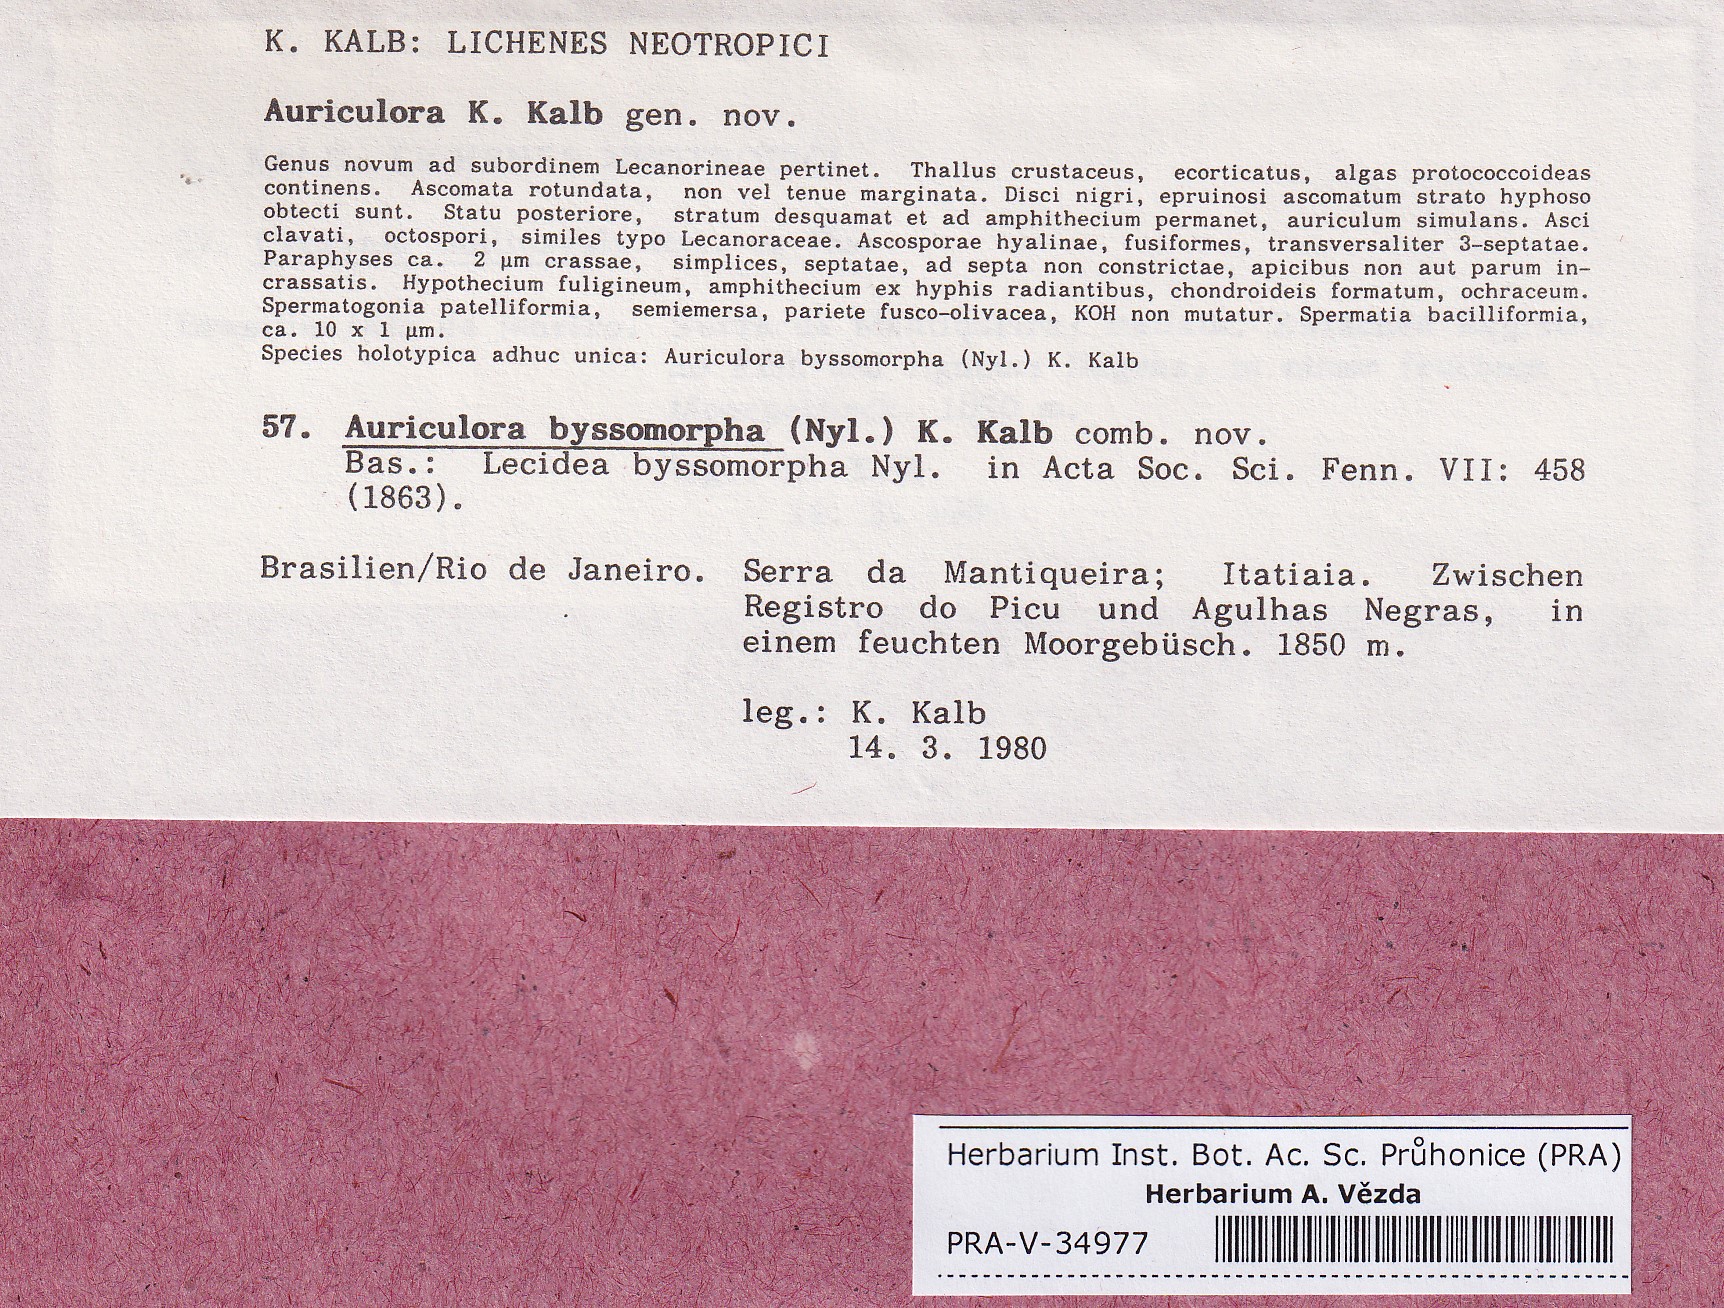 K. KALB: LICHENES NEOTROPICI
Auriculora K. Kalb gen. nov.
Genus novum ad subordinem Lecanorineae pertinet. Thallus crustaceus, ecorticatus, algas protococcoideas
continens. Ascomata rotundata, non vel tenue marginata. Disci nigri, epruinosi ascomatum strato hyphoso
obtecti sunt. Statu posteriore, stratum desquamat et ad amphithecium permanet, auriculum simulans. Asci
clavati, octospori, similes typo Lecanoraceae. Ascosporae hyalinae, fusiformes, transversaliter 3-septatae.
Paraphyses ca. 2 µm crassae, simplices, septatae, ad septa non constrictae, apicibus non aut parum in-
crassatis. Hypothecium fuligineum, amphithecium ex hyphis radiantibus, chondroideis formatum, ochraceum.
Spermatogonia patelliformia, semiemersa, pariete fusco-olivacea, KOH non mutatur. Spermatia bacilliformia,
ca. 10 x 1 µm.
Species holotypica adhuc unica: Auriculora byssomorpha (Nyl.) K. Kalb
57. Auriculora byssomorpha (Nyl.) K. Kalb comb. nov.
Bas.: Lecidea byssomorpha Nyl. in Acta Soc. Sci. Fenn. VII: 458
(1863).
Brasilien/Rio de Janeiro. Serra da Mantiqueira; Itatiaia. Zwischen
Registro do Picu und Agulhas Negras, in
einem feuchten Moorgebüsch. 1850 m.
leg.: K. Kalb
14. 3. 1980
Herbarium Inst. Bot. Ac. Sc. Průhonice (PRA)
Herbarium A. Vězda
PRA-V-34977